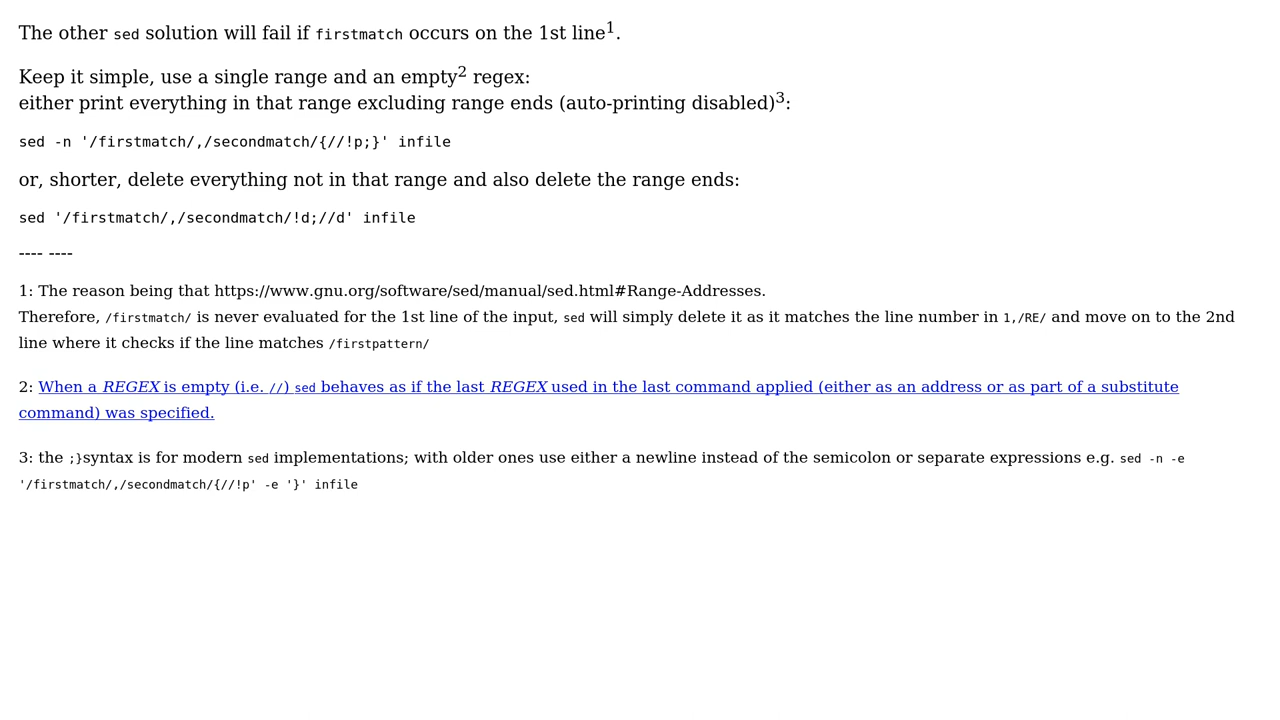 The other sed solution will fail if firstmatch occurs on the 1st line1.
Keep it simple, use a single range and an empty2 regex:
either print everything in that range excluding range ends (auto-printing disabled)3:
sed -n '/firstmatch/,/secondmatch/{//!p;}' infile
or, shorter, delete everything not in that range and also delete the range ends:
sed '/firstmatch/,/secondmatch/!d;//d' infile
---- ----
1: The reason being that https://www.gnu.org/software/sed/manual/sed.html#Range-Addresses.
Therefore, /firstmatch/ is never evaluated for the 1st line of the input, sed will simply delete it as it matches the line number in 1,/RE/ and move on to the 2nd
line where it checks if the line matches /firstpattern/
2: When a REGEX is empty (i.e. //) sed behaves as if the last REGEX used in the last command applied (either as an address or as part of a substitute
command) was specified.
3: the ;}syntax is for modern sed implementations; with older ones use either a newline instead of the semicolon or separate expressions e.g. sed -n -e
'/firstmatch/,/secondmatch/{//!p' -e '}' infile